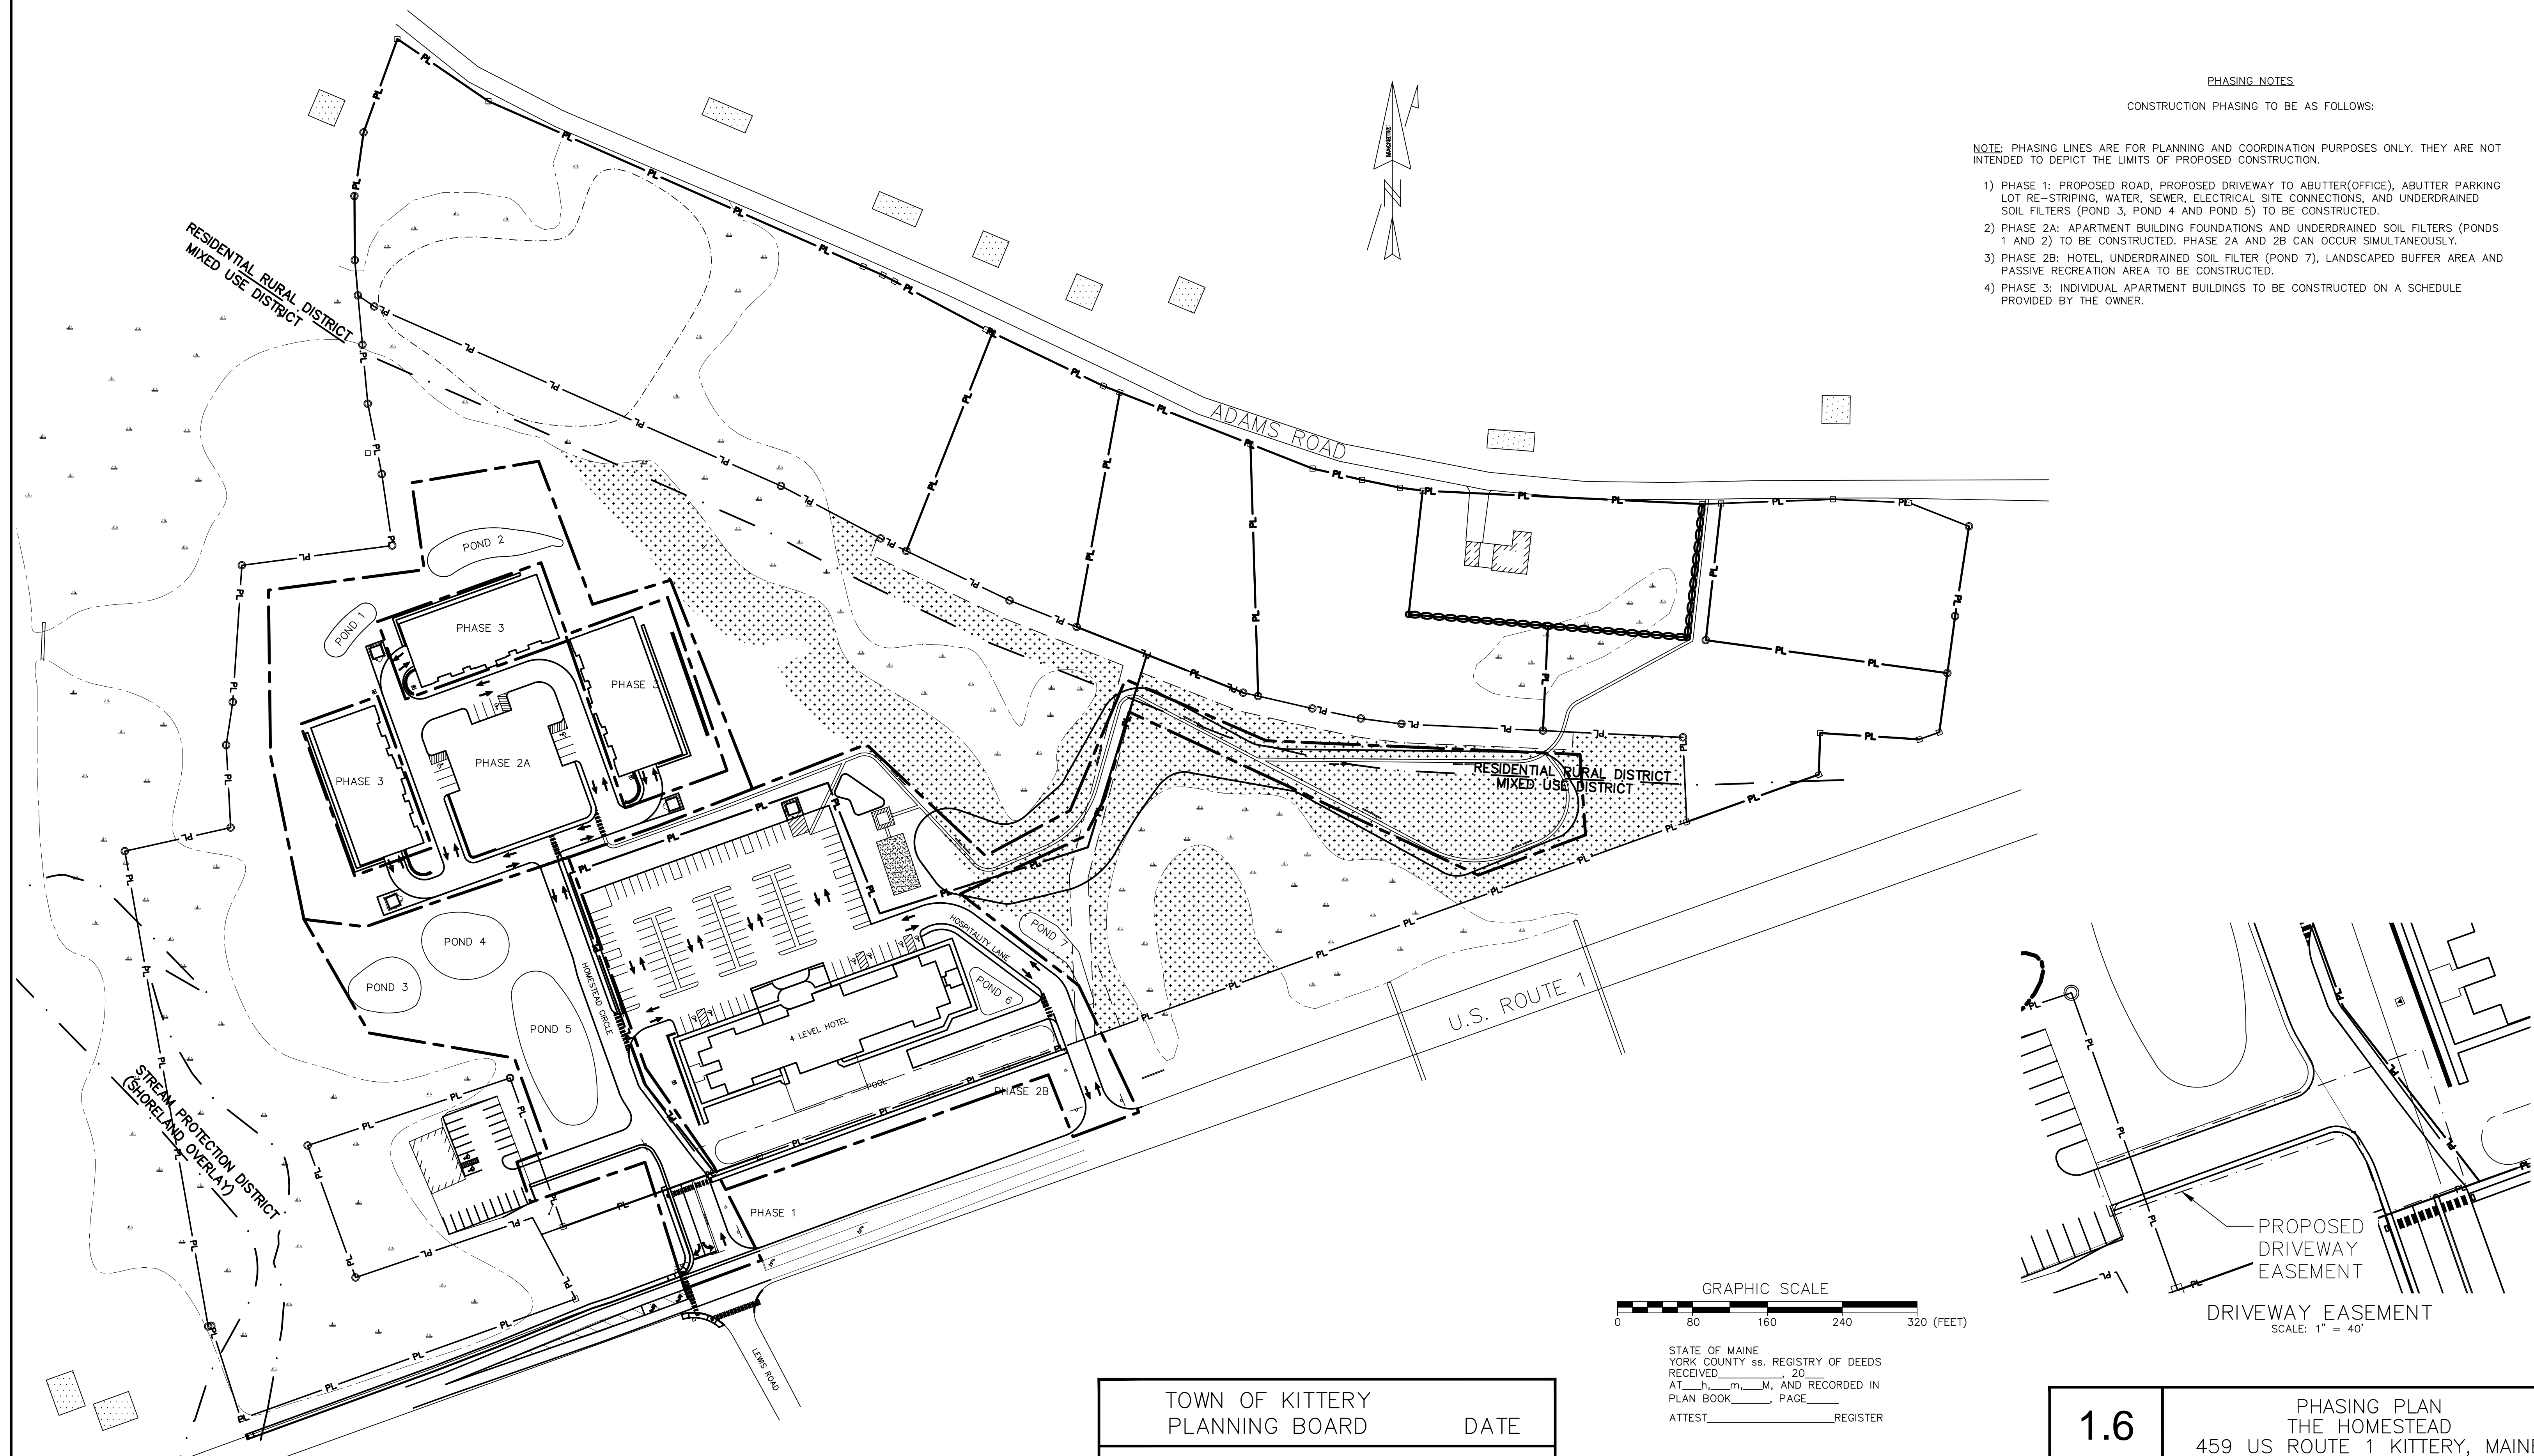 PHASING NOTES
CONSTRUCTION PHASING TO BE AS FOLLOWS:
NOTE: PHASING LINES ARE FOR PLANNING AND COORDINATION PURPOSES ONLY. THEY ARE NOT
INTENDED TO DEPICT THE LIMITS OF PROPOSED CONSTRUCTION.
1) PHASE 1: PROPOSED ROAD, PROPOSED DRIVEWAY TO ABUTTER(OFFICE), ABUTTER PARKING
LOT RE-STRIPING, WATER, SEWER, ELECTRICAL SITE CONNECTIONS, AND UNDERDRAINED
SOIL FILTERS (POND 3, POND 4 AND POND 5) TO BE CONSTRUCTED.
2) PHASE 2A: APARTMENT BUILDING FOUNDATIONS AND UNDERDRAINED SOIL FILTERS (PONDS
1 AND 2) TO BE CONSTRUCTED. PHASE 2A AND 2B CAN OCCUR SIMULTANEOUSLY.
3) PHASE 2B: HOTEL, UNDERDRAINED SOIL FILTER (POND 7), LANDSCAPED BUFFER AREA AND
PASSIVE RECREATION AREA TO BE CONSTRUCTED.
4) PHASE 3: INDIVIDUAL APARTMENT BUILDINGS TO BE CONSTRUCTED ON A SCHEDULE
PROVIDED BY THE OWNER.
MAGNETIC
N
RESIDENTIAL RURAL DISTRICT
MIXED USE DISTRICT
ADAMS ROAD
POND 2
POND 1
PHASE 3
PHASE 3
PHASE 2A
PHASE 3
RESIDENTIAL RURAL DISTRICT
MIXED USE DISTRICT
POND 4
POND 3
POND 5
HOMESTEAD CIRCLE
HOSPITALITY LANE
POND 7
POND 6
4 LEVEL HOTEL
POOL
PHASE 2B
U.S. ROUTE 1
STREAM PROTECTION DISTRICT
(SHORELAND OVERLAY)
PHASE 1
LEWIS ROAD
PL
PROPOSED
DRIVEWAY
EASEMENT
DRIVEWAY EASEMENT
SCALE: 1" = 40'
GRAPHIC SCALE
0 80 160 240 320 (FEET)
STATE OF MAINE
YORK COUNTY ss. REGISTRY OF DEEDS
RECEIVED__________, 20___
AT___h,___m,___M, AND RECORDED IN
PLAN BOOK______, PAGE_____
ATTEST____________________REGISTER
TOWN OF KITTERY
PLANNING BOARD DATE
1.6
PHASING PLAN
THE HOMESTEAD
459 US ROUTE 1 KITTERY, MAINE